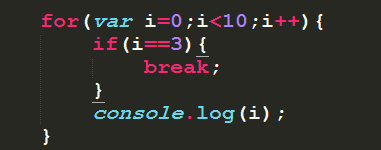 for(var i=0;i<10;i++){
if(i==3){
break;
}
console.log(i);
}